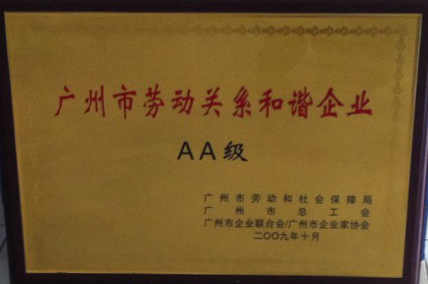 广州市劳动关系和谐企业
AA级
广州市劳动和社会保障局
广州市总工会
广州市企业联合会/广州市企业家协会
二〇〇九年十月